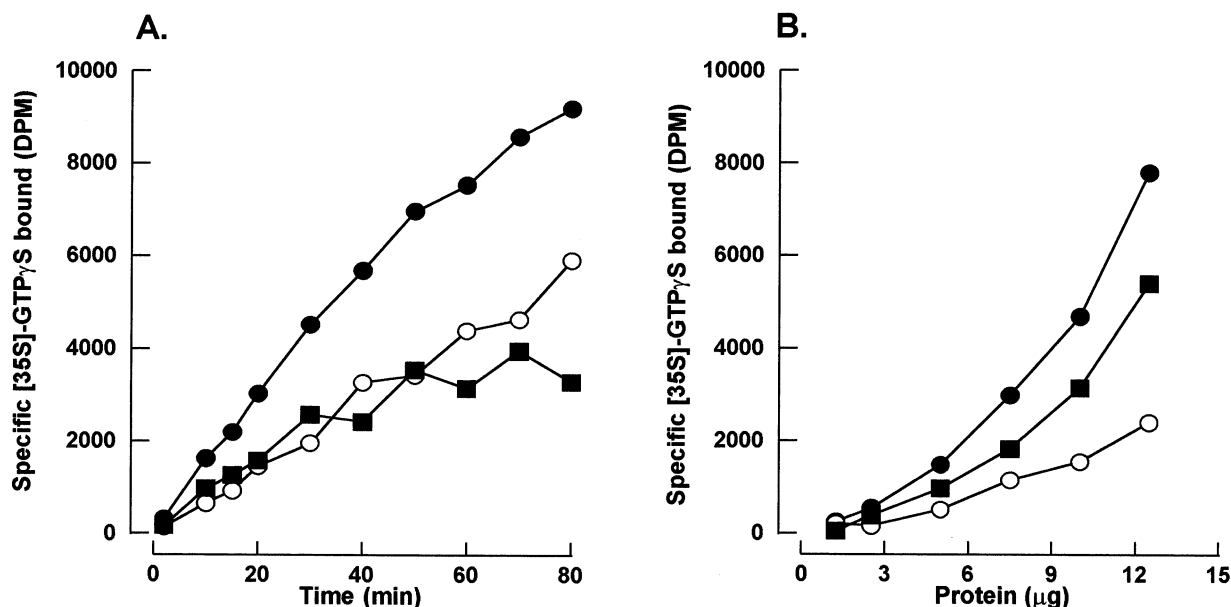 A.
Specific [35S]-GTPγS bound (DPM)
10000
8000
6000
4000
2000
0
0 20 40 60 80
Time (min)
B.
Specific [35S]-GTPγS bound (DPM)
10000
8000
6000
4000
2000
0
0 3 6 9 12 15
Protein (μg)